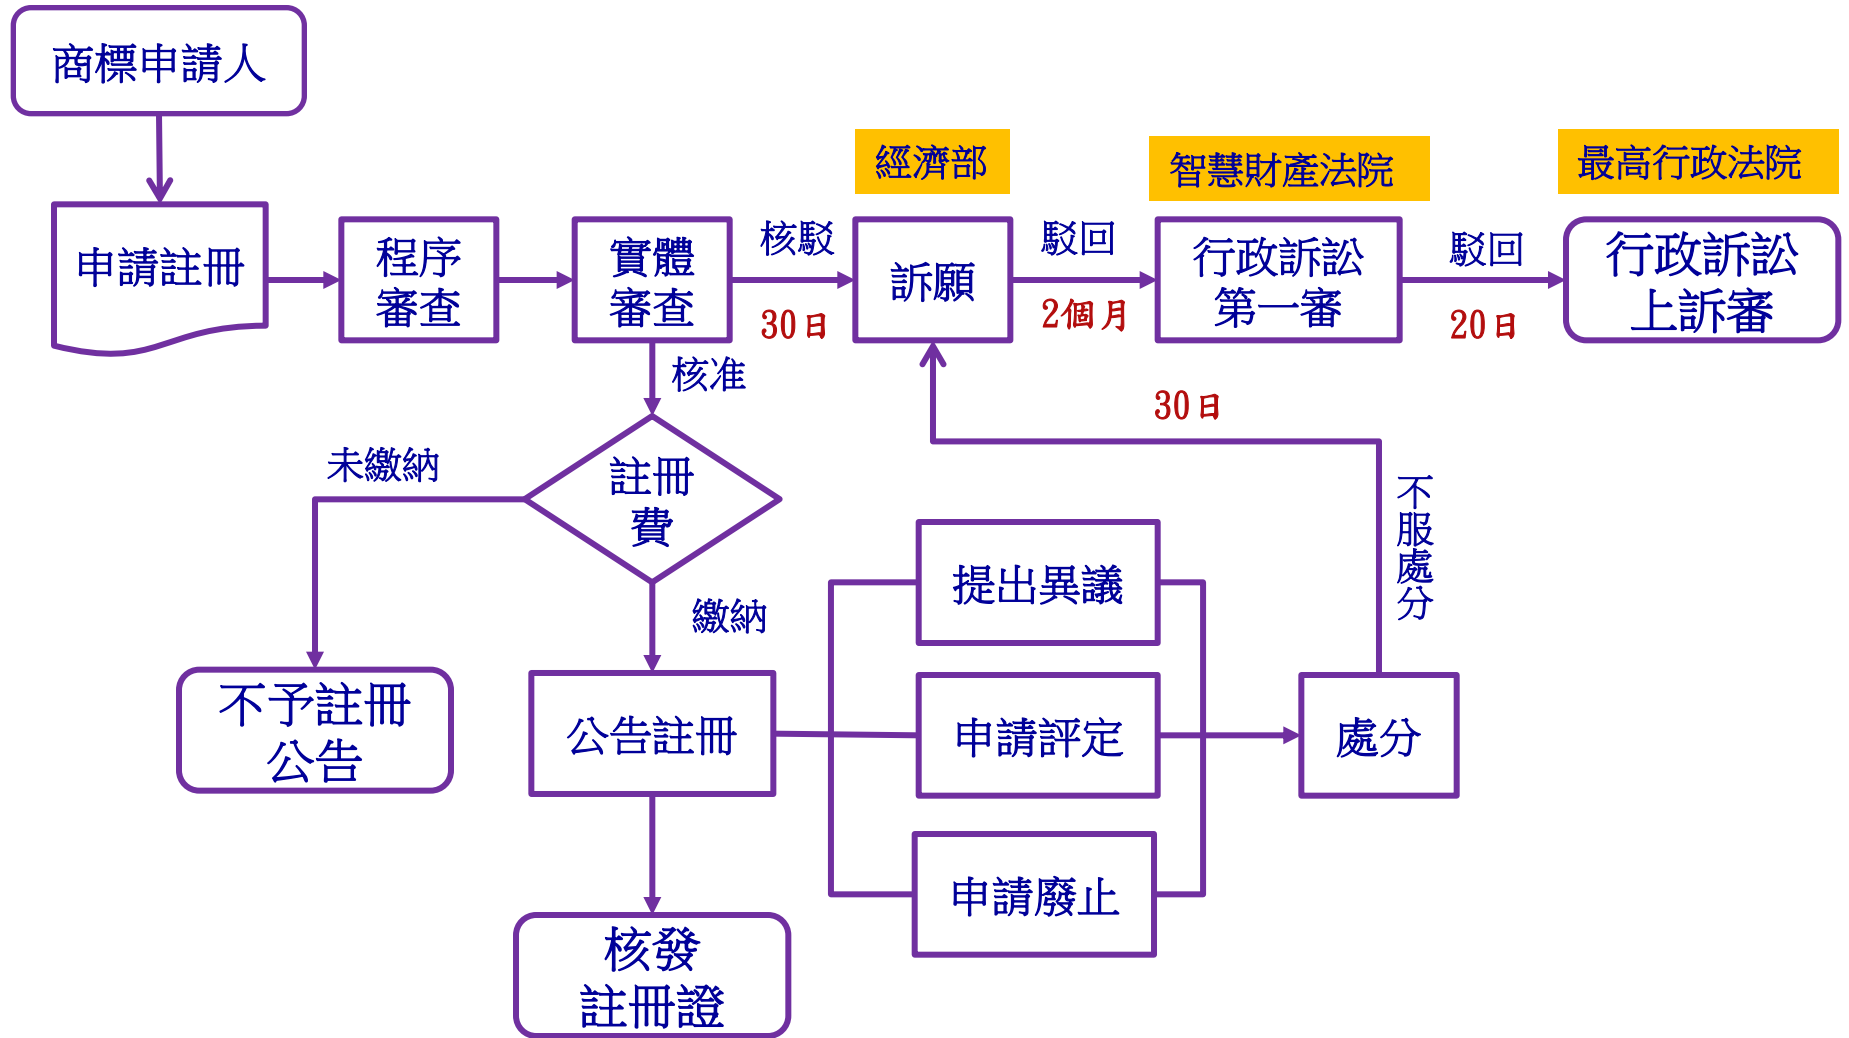 商標申請人
經濟部
智慧財產法院
最高行政法院
申請註冊
程序
審查
實體
審查
核駁
30日
訴願
駁回
2個月
行政訴訟
第一審
駁回
20日
行政訴訟
上訴審
核准
30日
未繳納
註冊
費
不服處分
提出異議
繳納
不予註冊
公告
公告註冊
申請評定
處分
申請廢止
核發
註冊證